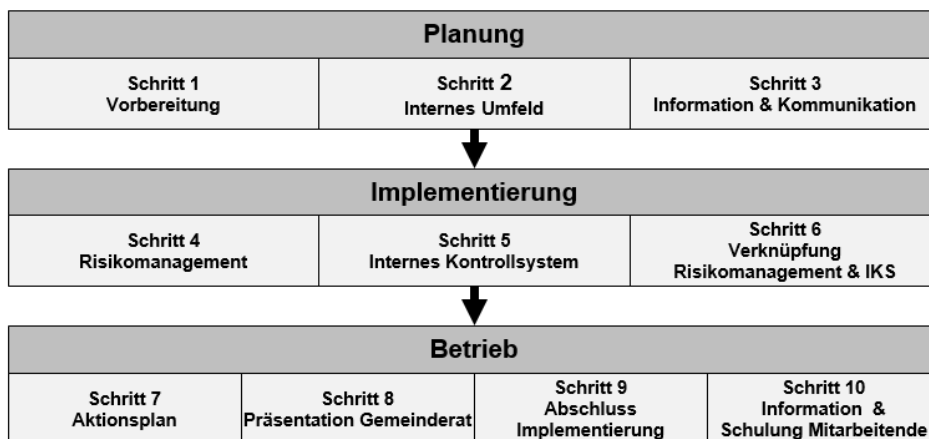 Planung
Schritt 1
Vorbereitung
Schritt 2
Internes Umfeld
Schritt 3
Information & Kommunikation
Implementierung
Schritt 4
Risikomanagement
Schritt 5
Internes Kontrollsystem
Schritt 6
Verknüpfung
Risikomanagement & IKS
Betrieb
Schritt 7
Aktionsplan
Schritt 8
Präsentation Gemeinderat
Schritt 9
Abschluss
Implementierung
Schritt 10
Information &
Schulung Mitarbeitende